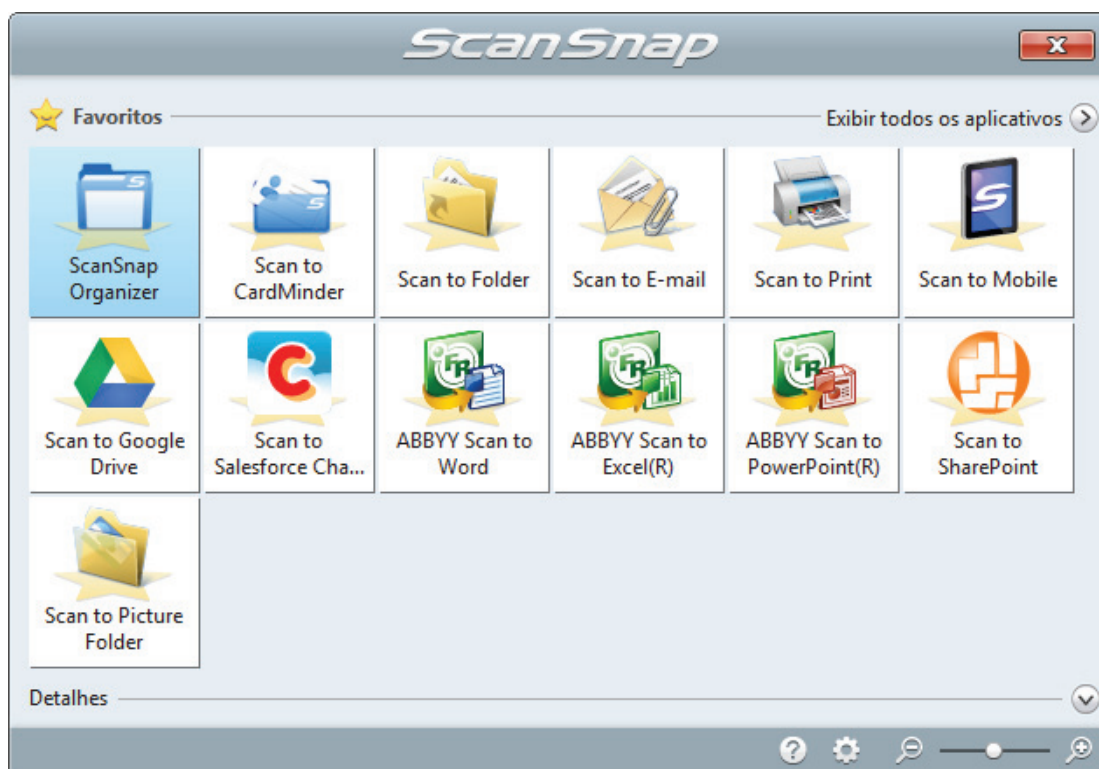 ScanSnap
Favoritos
Exibir todos os aplicativos
ScanSnap
Organizer
Scan to
CardMinder
Scan to Folder
Scan to E-mail
Scan to Print
Scan to Mobile
Scan to Google
Drive
Scan to
Salesforce Cha...
ABBYY Scan to
Word
ABBYY Scan to
Excel(R)
ABBYY Scan to
PowerPoint(R)
Scan to
SharePoint
Scan to Picture
Folder
Detalhes